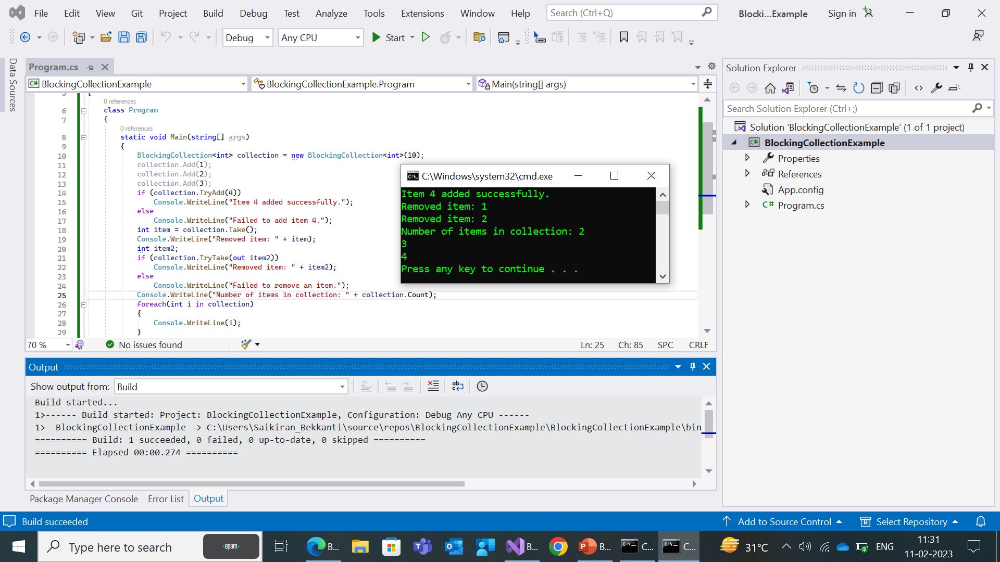 File Edit View Git Project Build Debug Test Analyze Tools Extensions Window Help Search (Ctrl+Q) Blocki...Example Sign in
Debug Any CPU Start
Data Sources
Program.cs
BlockingCollectionExample BlockingCollectionExample.Program Main(string[] args)
0 references
6 class Program
7 {
0 references
8 static void Main(string[] args)
9 {
10 BlockingCollection<int> collection = new BlockingCollection<int>(10);
11 collection.Add(1);
12 collection.Add(2);
13 collection.Add(3);
14 if (collection.TryAdd(4))
15 Console.WriteLine("Item 4 added successfully.");
16 else
17 Console.WriteLine("Failed to add item 4.");
18 int item = collection.Take();
19 Console.WriteLine("Removed item: " + item);
20 int item2;
21 if (collection.TryTake(out item2))
22 Console.WriteLine("Removed item: " + item2);
23 else
24 Console.WriteLine("Failed to remove an item.");
25 Console.WriteLine("Number of items in collection: " + collection.Count);
26 foreach(int i in collection)
27 {
28 Console.WriteLine(i);
29 }
C:\Windows\system32\cmd.exe
Item 4 added successfully.
Removed item: 1
Removed item: 2
Number of items in collection: 2
3
4
Press any key to continue . . .
70 % No issues found Ln: 25 Ch: 85 SPC CRLF
Output
Show output from: Build
Build started...
1>------ Build started: Project: BlockingCollectionExample, Configuration: Debug Any CPU ------
1> BlockingCollectionExample -> C:\Users\Saikiran_Bekkanti\source\repos\BlockingCollectionExample\BlockingCollectionExample\bin
========== Build: 1 succeeded, 0 failed, 0 up-to-date, 0 skipped ==========
========== Elapsed 00:00.274 ==========
Package Manager Console Error List Output
Solution Explorer
Search Solution Explorer (Ctrl+;)
Solution 'BlockingCollectionExample' (1 of 1 project)
C# BlockingCollectionExample
Properties
References
App.config
C# Program.cs
Build succeeded Add to Source Control Select Repository
Type here to search <epam> B... B... B... C... C... 31°C ENG 11:31
11-02-2023